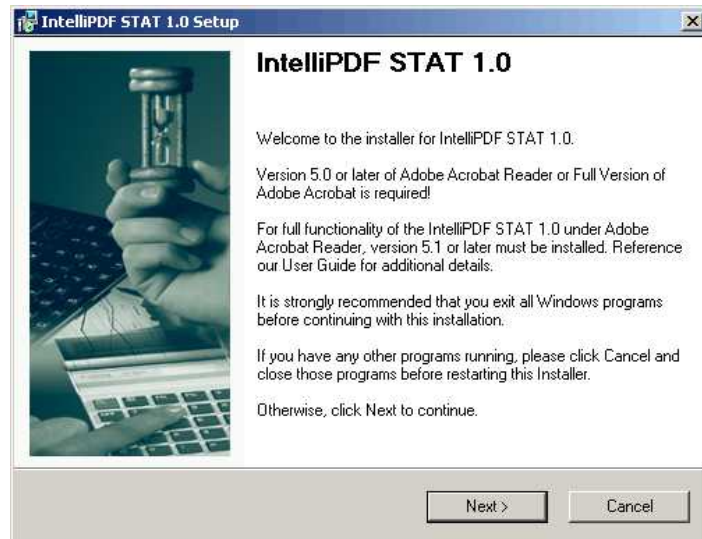 IntelliPDF STAT 1.0 Setup
IntelliPDF STAT 1.0
Welcome to the installer for IntelliPDF STAT 1.0.
Version 5.0 or later of Adobe Acrobat Reader or Full Version of
Adobe Acrobat is required!
For full functionality of the IntelliPDF STAT 1.0 under Adobe
Acrobat Reader, version 5.1 or later must be installed. Reference
our User Guide for additional details.
It is strongly recommended that you exit all Windows programs
before continuing with this installation.
If you have any other programs running, please click Cancel and
close those programs before restarting this Installer.
Otherwise, click Next to continue.
Next >
Cancel